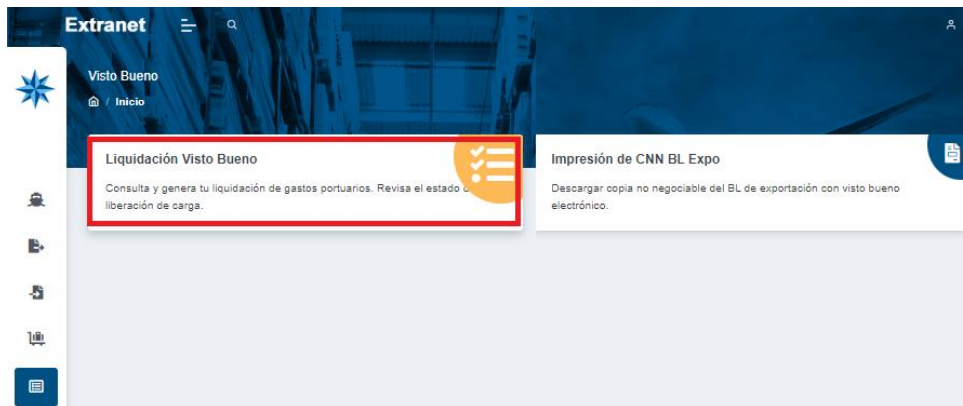 Extranet
Visto Bueno
/ Inicio
Liquidación Visto Bueno
Consulta y genera tu liquidación de gastos portuarios. Revisa el estado
liberación de carga.
Impresión de CNN BL Expo
Descargar copia no negociable del BL de exportación con visto bueno
electrónico.